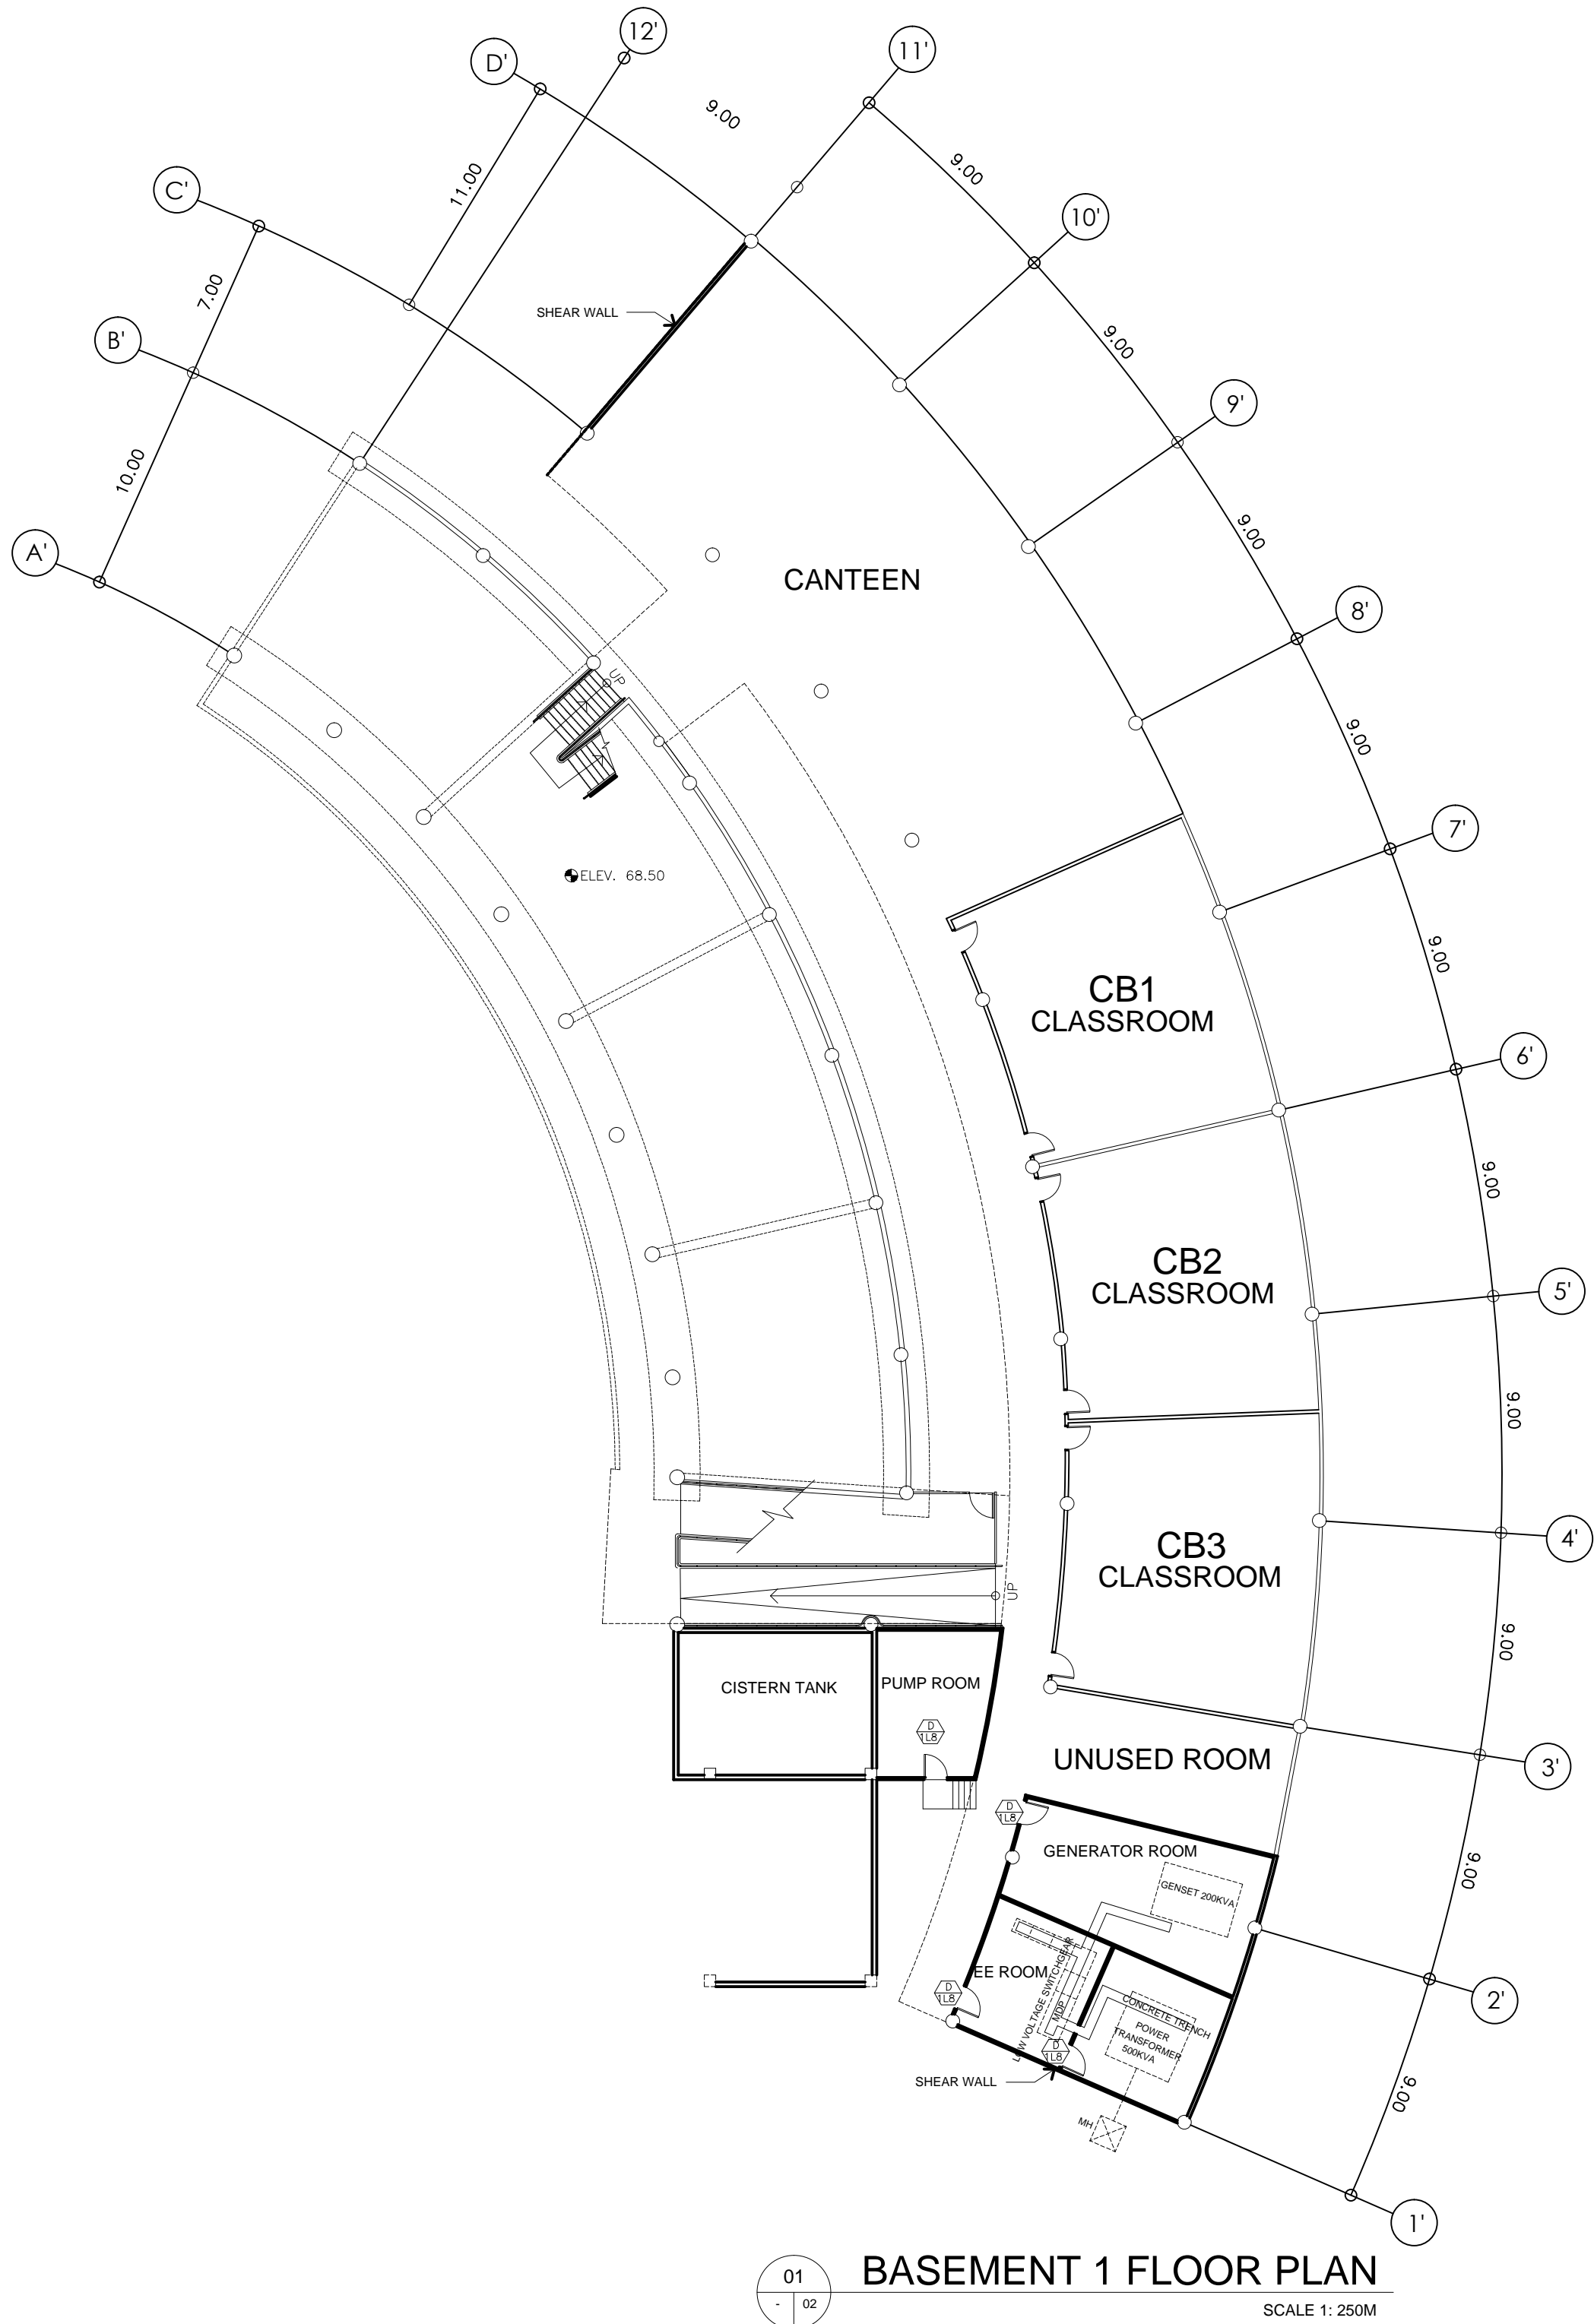 12'
D'
11'
9.00
9.00
11.00
C'
10'
7.00
SHEAR WALL
B'
9.00
9'
10.00
9.00
A'
CANTEEN
8'
UP
9.00
7'
ELEV. 68.50
9.00
CB1
CLASSROOM
6'
9.00
CB2
CLASSROOM
5'
9.00
CB3
CLASSROOM
4'
UP
9.00
CISTERN TANK
PUMP ROOM
D
1L8
UNUSED ROOM
3'
D
1L8
GENERATOR ROOM
9.00
GENSET 200KVA
EE ROOM
LOW VOLTAGE SWITCHGEAR
MDP
D
1L8
CONCRETE TRENCH
POWER
TRANSFORMER
500KVA
2'
D
1L8
SHEAR WALL
MH
9.00
1'
01
-
02
BASEMENT 1 FLOOR PLAN
SCALE 1: 250M